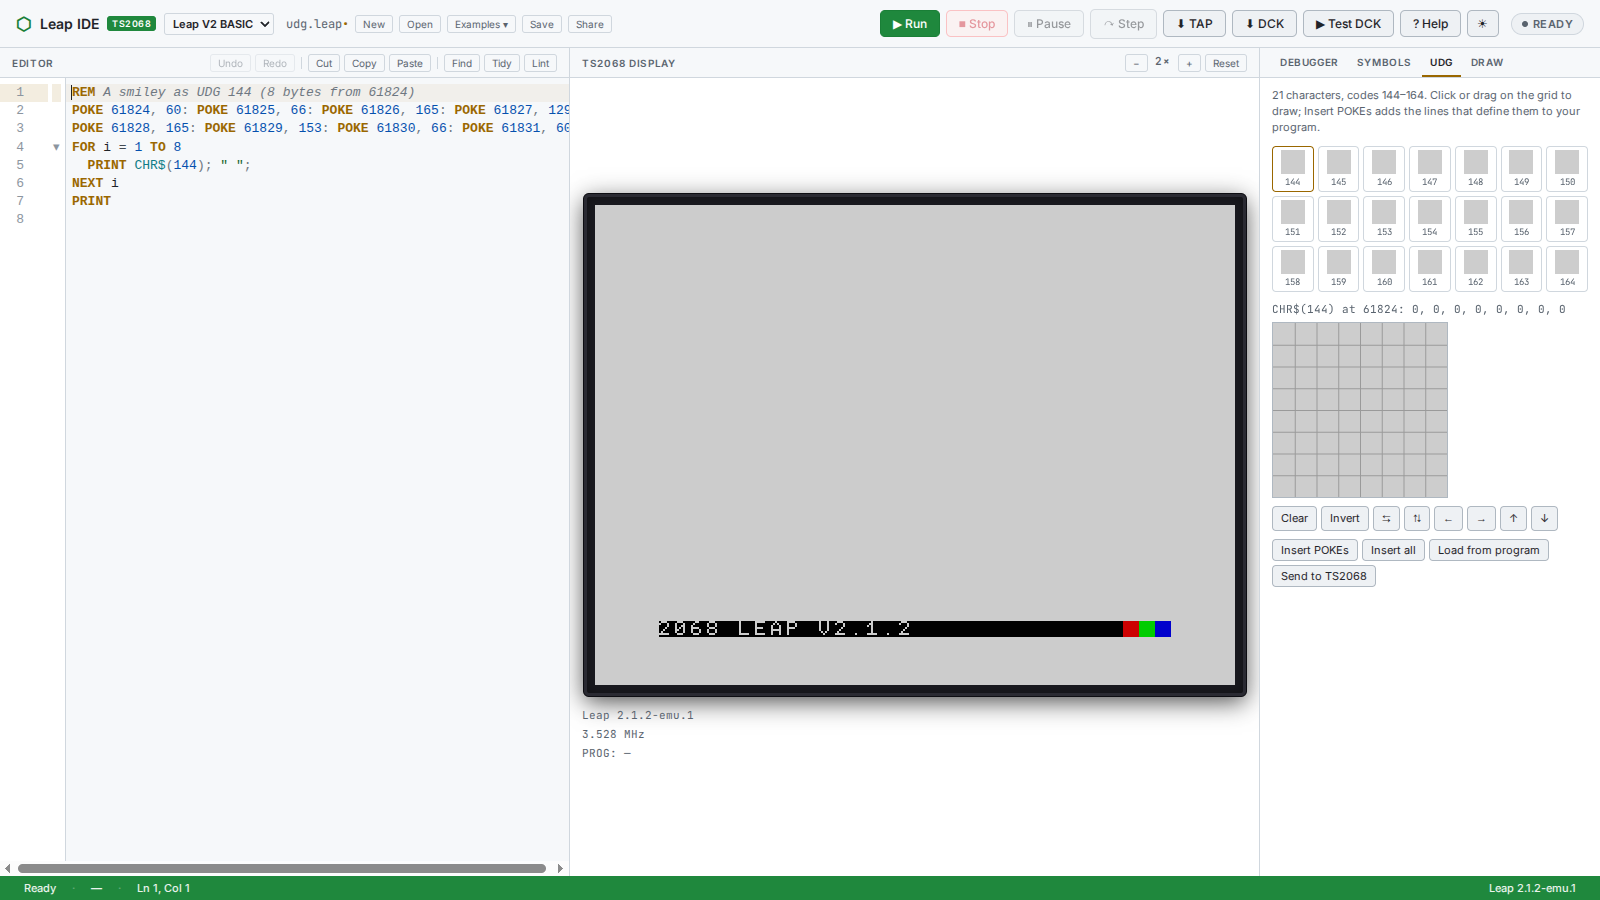 Leap IDE TS2068 Leap V2 BASIC udg.leap• New Open Examples ▾ Save Share ▶ Run Stop Pause Step ⬇ TAP ⬇ DCK ▶ Test DCK ? Help ☀ READY
EDITOR Undo Redo Cut Copy Paste Find Tidy Lint
TS2068 DISPLAY − 2× + Reset
DEBUGGER SYMBOLS UDG DRAW
1 REM A smiley as UDG 144 (8 bytes from 61824)
2 POKE 61824, 60: POKE 61825, 66: POKE 61826, 165: POKE 61827, 129
3 POKE 61828, 165: POKE 61829, 153: POKE 61830, 66: POKE 61831, 60
4 FOR i = 1 TO 8
5 PRINT CHR$(144); " ";
6 NEXT i
7 PRINT
8
2068 LEAP V2.1.2
Leap 2.1.2-emu.1
3.528 MHz
PROG: —
21 characters, codes 144–164. Click or drag on the grid to
draw; Insert POKEs adds the lines that define them to your
program.
144 145 146 147 148 149 150
151 152 153 154 155 156 157
158 159 160 161 162 163 164
CHR$(144) at 61824: 0, 0, 0, 0, 0, 0, 0, 0
Clear Invert ⇆ ⇅ ← → ↑ ↓
Insert POKEs Insert all Load from program
Send to TS2068
Ready · — · Ln 1, Col 1 Leap 2.1.2-emu.1